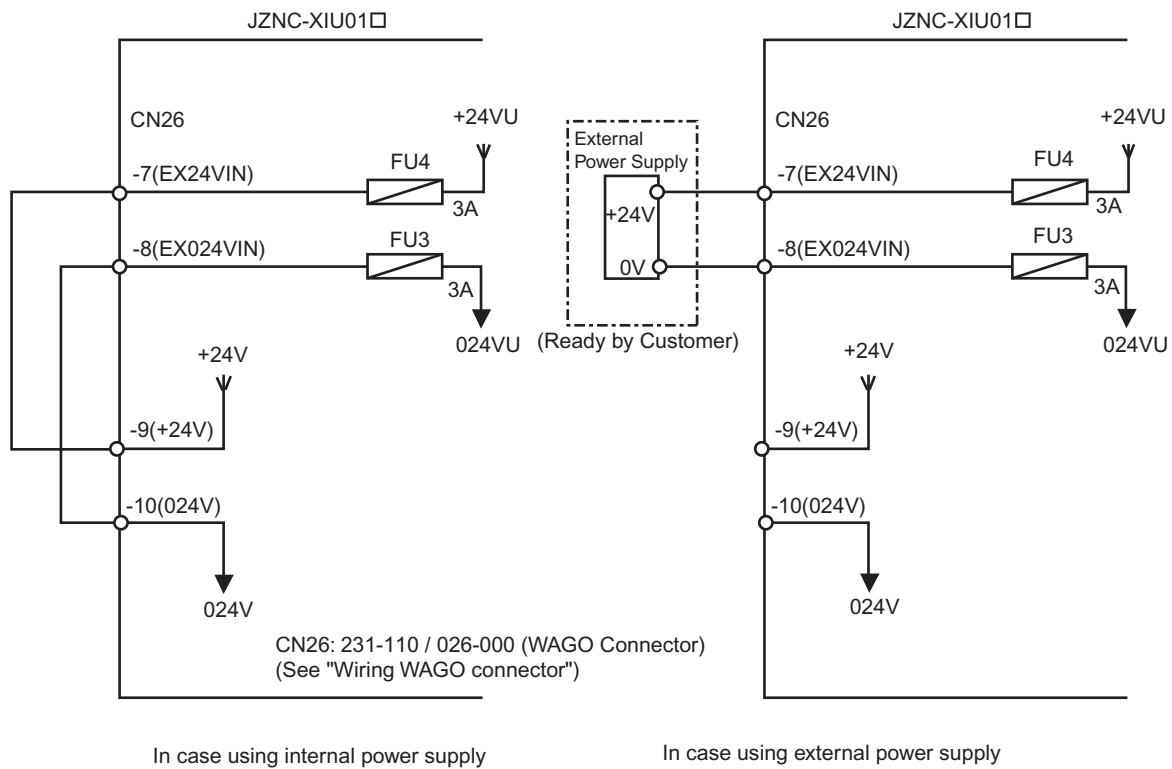 JZNC-XIU01□
CN26
+24VU
-7(EX24VIN)
FU4
3A
-8(EX024VIN)
FU3
3A
024VU
+24V
-9(+24V)
-10(024V)
024V
CN26: 231-110 / 026-000 (WAGO Connector)
(See "Wiring WAGO connector")
In case using internal power supply
JZNC-XIU01□
External
Power Supply
+24V
0V
(Ready by Customer)
CN26
+24VU
-7(EX24VIN)
FU4
3A
-8(EX024VIN)
FU3
3A
024VU
+24V
-9(+24V)
-10(024V)
024V
In case using external power supply